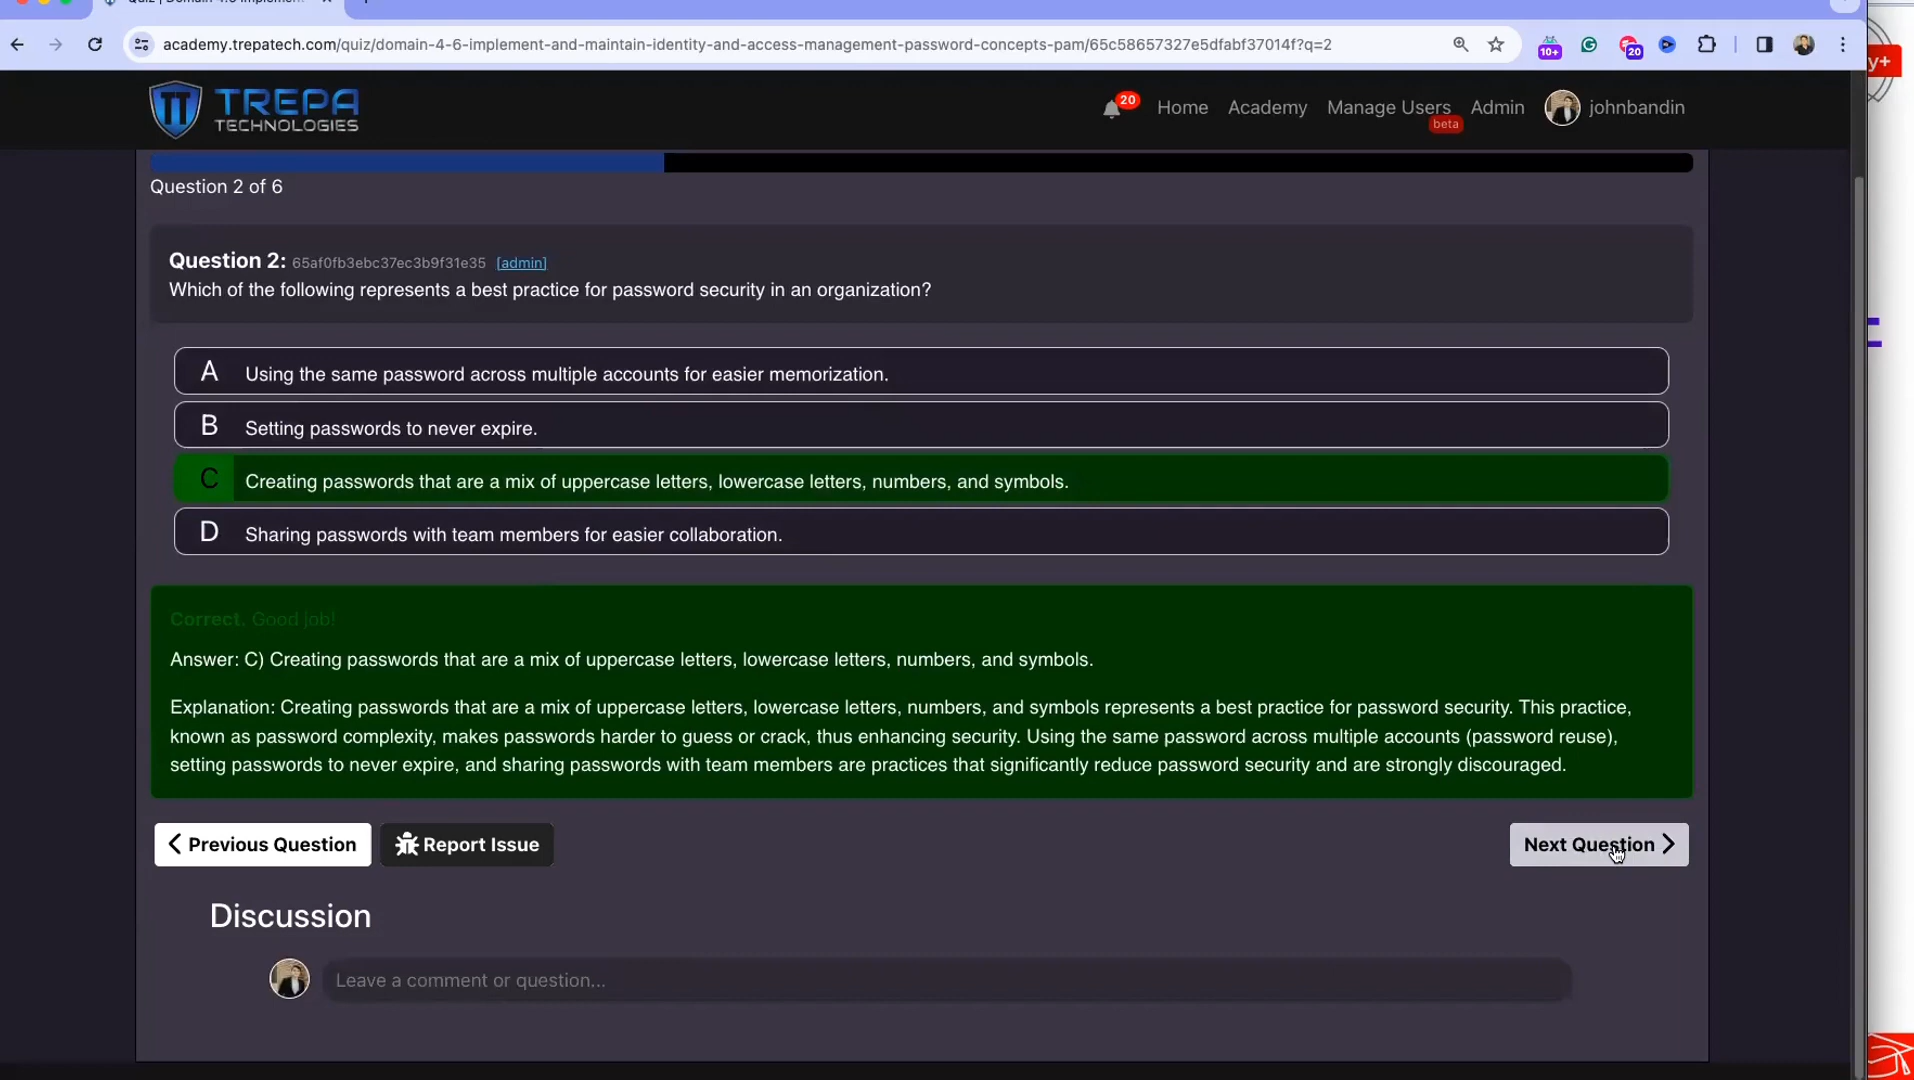 academy.trepatech.com/quiz/domain-4-6-implement-and-maintain-identity-and-access-management-password-concepts-pam/65c58657327e5dfabf37014f?q=2
10+
20
y+
TREPA
TECHNOLOGIES
20
Home
Academy
Manage Users
beta
Admin
johnbandin
Question 2 of 6
Question 2: 65af0fb3ebc37ec3b9f31e35 [admin]
Which of the following represents a best practice for password security in an organization?
A Using the same password across multiple accounts for easier memorization.
B Setting passwords to never expire.
C Creating passwords that are a mix of uppercase letters, lowercase letters, numbers, and symbols.
D Sharing passwords with team members for easier collaboration.
Correct. Good job!
Answer: C) Creating passwords that are a mix of uppercase letters, lowercase letters, numbers, and symbols.
Explanation: Creating passwords that are a mix of uppercase letters, lowercase letters, numbers, and symbols represents a best practice for password security. This practice,
known as password complexity, makes passwords harder to guess or crack, thus enhancing security. Using the same password across multiple accounts (password reuse),
setting passwords to never expire, and sharing passwords with team members are practices that significantly reduce password security and are strongly discouraged.
Previous Question
Report Issue
Next Question
Discussion
Leave a comment or question...